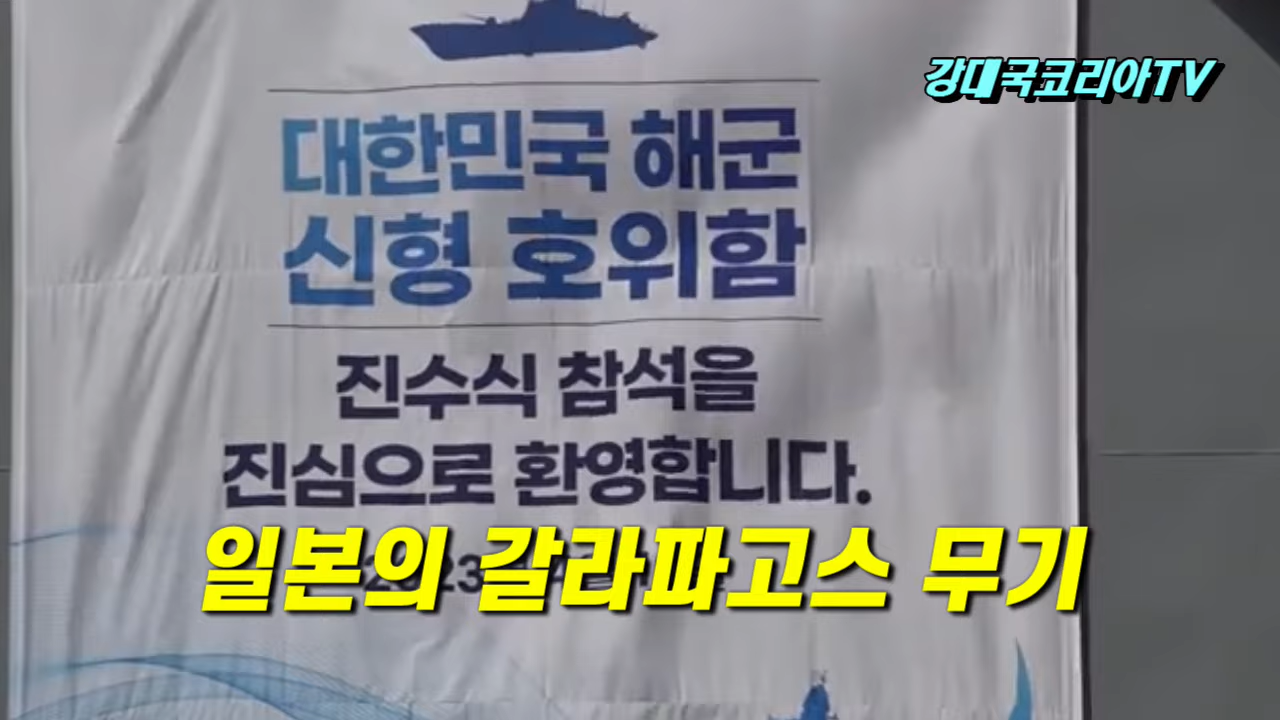 강대국코리아TV
대한민국 해군
신형 호위함
진수식 참석을
진심으로 환영합니다.
일본의 갈라파고스 무기